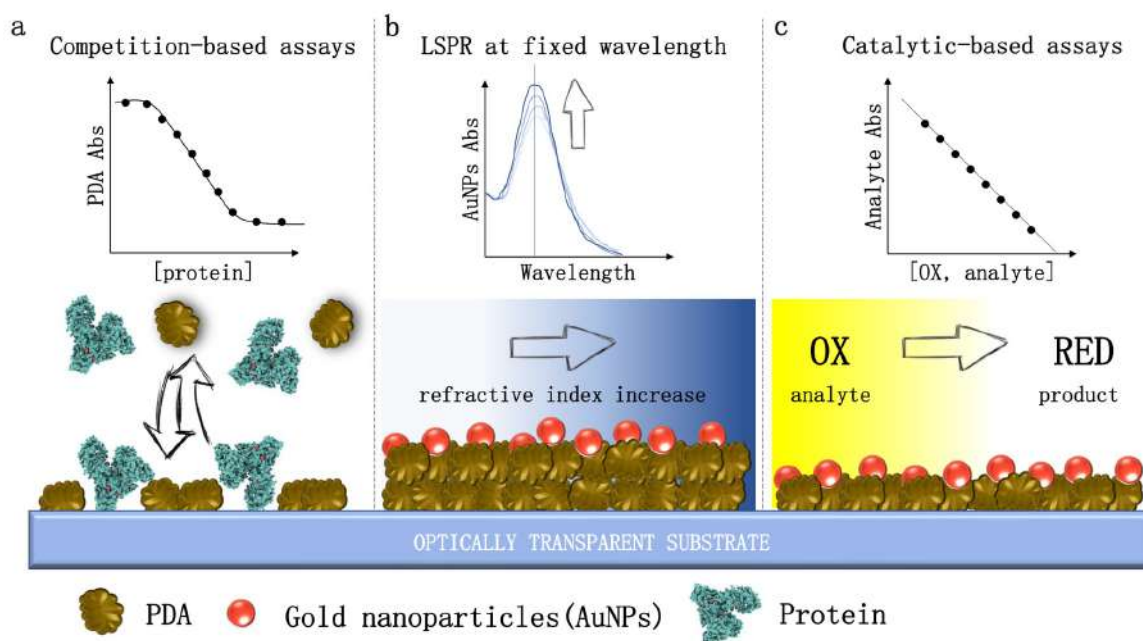 a
Competition-based assays
PDA Abs
[protein]
b
LSPR at fixed wavelength
AuNPs Abs
Wavelength
refractive index increase
c
Catalytic-based assays
Analyte Abs
[OX, analyte]
OX
analyte
RED
product
OPTICALLY TRANSPARENT SUBSTRATE
PDA
Gold nanoparticles(AuNPs)
Protein